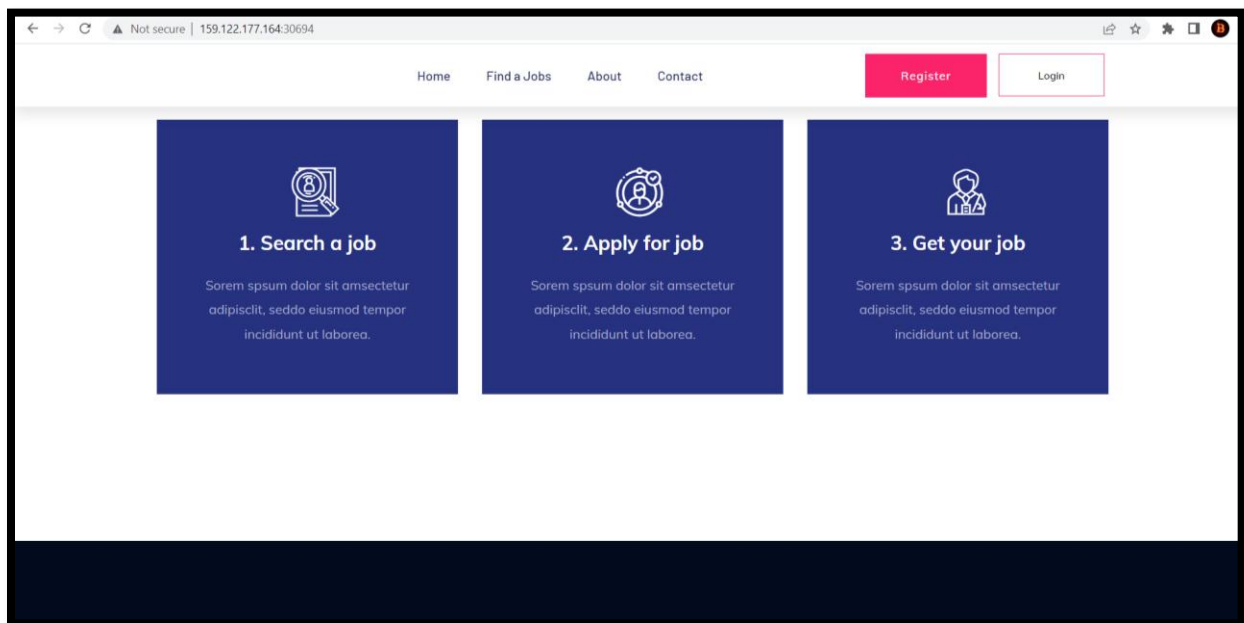 Not secure | 159.122.177.164:30694
B
Home Find a Jobs About Contact Register Login
1. Search a job
Sorem spsum dolor sit amsectetur
adipisclit, seddo eiusmod tempor
incididunt ut laborea.
2. Apply for job
Sorem spsum dolor sit amsectetur
adipisclit, seddo eiusmod tempor
incididunt ut laborea.
3. Get your job
Sorem spsum dolor sit amsectetur
adipisclit, seddo eiusmod tempor
incididunt ut laborea.